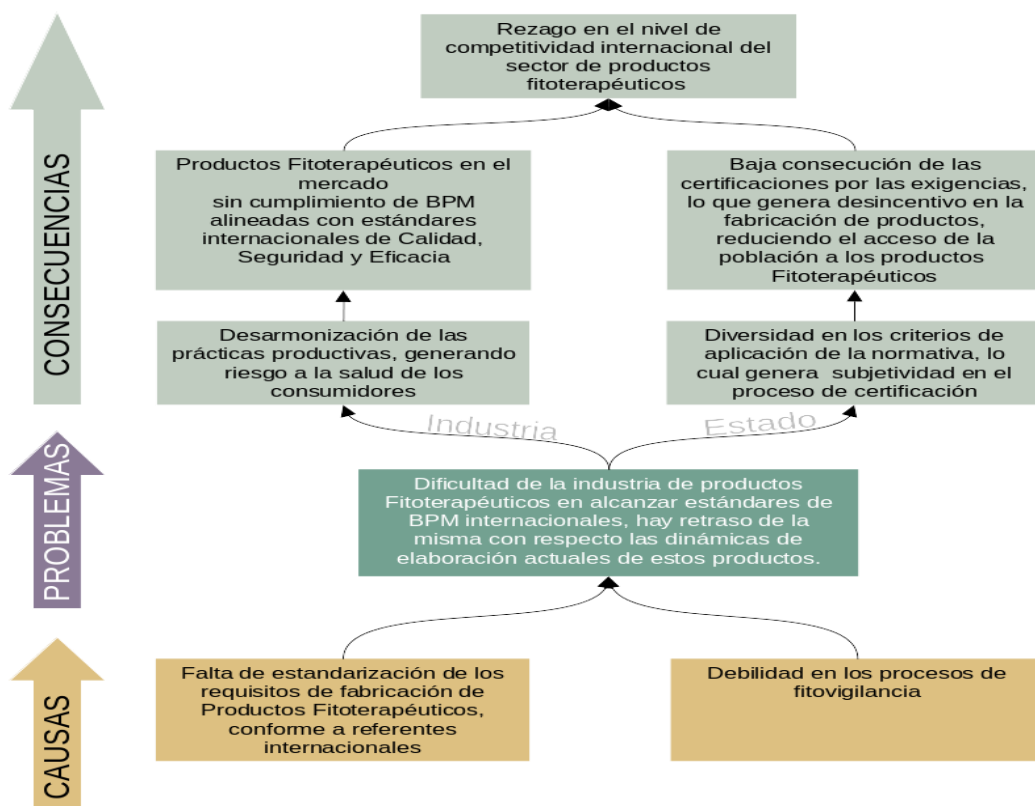 Rezago en el nivel de
competitividad internacional del
sector de productos
fitoterapéuticos
CONSECUENCIAS
Productos Fitoterapéuticos en el
mercado
sin cumplimiento de BPM
alineadas con estándares
internacionales de Calidad,
Seguridad y Eficacia
Baja consecución de las
certificaciones por las exigencias,
lo que genera desincentivo en la
fabricación de productos,
reduciendo el acceso de la
población a los productos
Fitoterapéuticos
Desarmonización de las
prácticas productivas, generando
riesgo a la salud de los
consumidores
Diversidad en los criterios de
aplicación de la normativa, lo
cual genera subjetividad en el
proceso de certificación
Industria
Estado
PROBLEMAS
Dificultad de la industria de productos
Fitoterapéuticos en alcanzar estándares de
BPM internacionales, hay retraso de la
misma con respecto las dinámicas de
elaboración actuales de estos productos.
CAUSAS
Falta de estandarización de los
requisitos de fabricación de
Productos Fitoterapéuticos,
conforme a referentes
internacionales
Debilidad en los procesos de
fitovigilancia